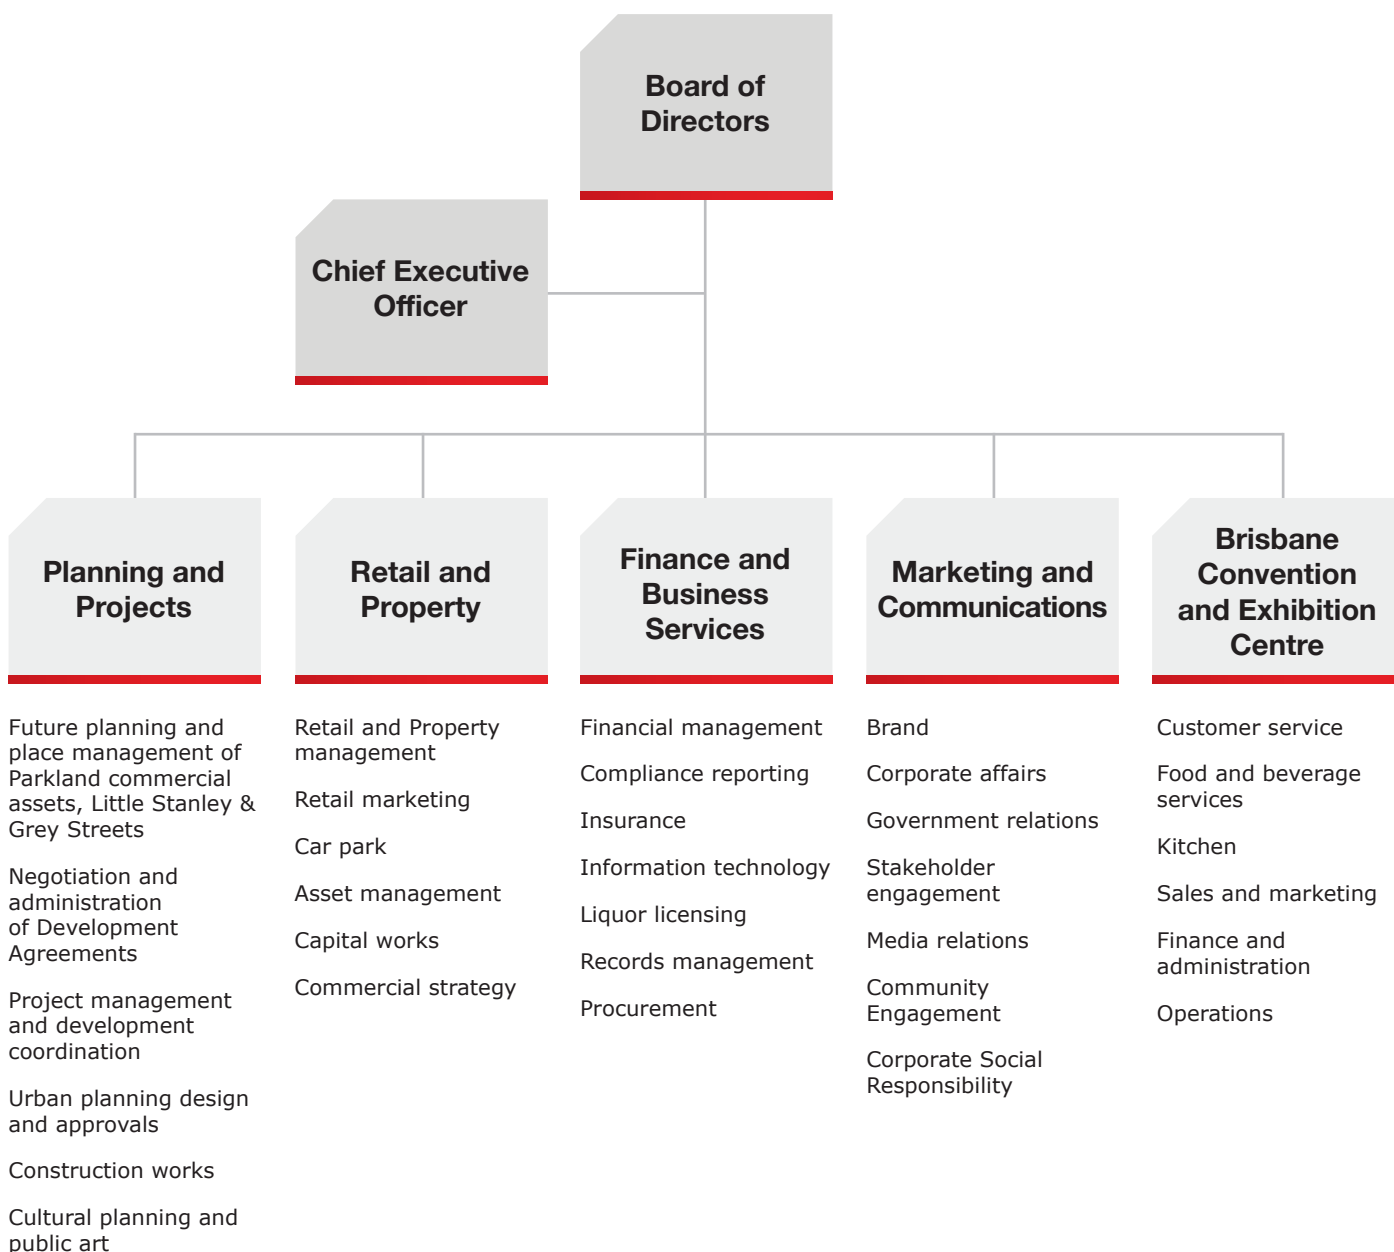 Board of
Directors
Chief Executive
Officer
Planning and
Projects
Retail and
Property
Finance and
Business
Services
Marketing and
Communications
Brisbane
Convention
and Exhibition
Centre
Future planning and
place management of
Parkland commercial
assets, Little Stanley &
Grey Streets
Negotiation and
administration
of Development
Agreements
Project management
and development
coordination
Urban planning design
and approvals
Construction works
Cultural planning and
public art
Retail and Property
management
Retail marketing
Car park
Asset management
Capital works
Commercial strategy
Financial management
Compliance reporting
Insurance
Information technology
Liquor licensing
Records management
Procurement
Brand
Corporate affairs
Government relations
Stakeholder
engagement
Media relations
Community
Engagement
Corporate Social
Responsibility
Customer service
Food and beverage
services
Kitchen
Sales and marketing
Finance and
administration
Operations